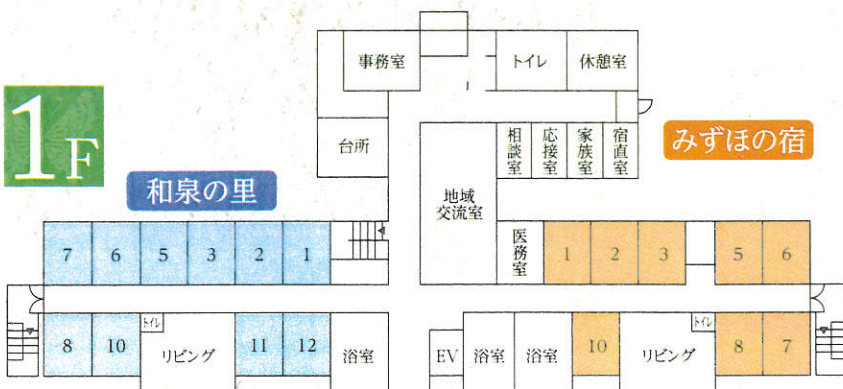 事務室
トイレ
休憩室
1F
台所
相談室
応接室
家族室
宿直室
みずほの宿
和泉の里
地域
交流室
医務室
7
6
5
3
2
1
1
2
3
5
6
8
10
トイレ
リビング
11
12
浴室
EV
浴室
浴室
10
リビング
トイレ
8
7